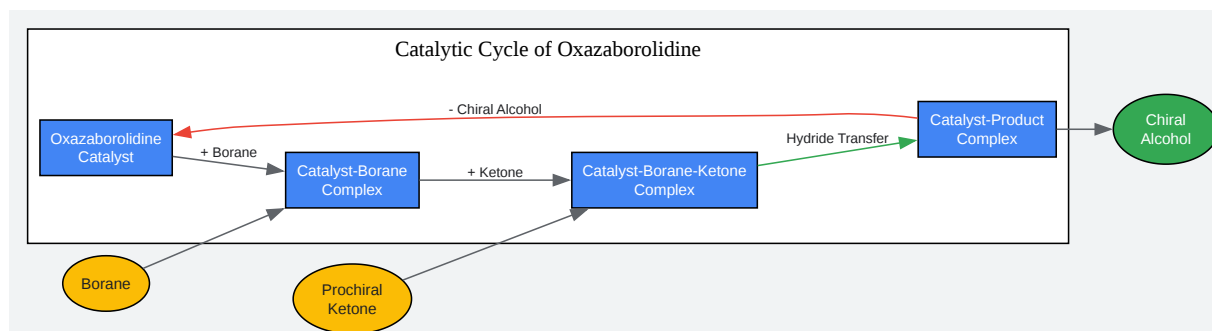 Catalytic Cycle of Oxazaborolidine
- Chiral Alcohol
Oxazaborolidine
Catalyst
+ Borane
Catalyst-Borane
Complex
+ Ketone
Catalyst-Borane-Ketone
Complex
Hydride Transfer
Catalyst-Product
Complex
Chiral
Alcohol
Borane
Prochiral
Ketone